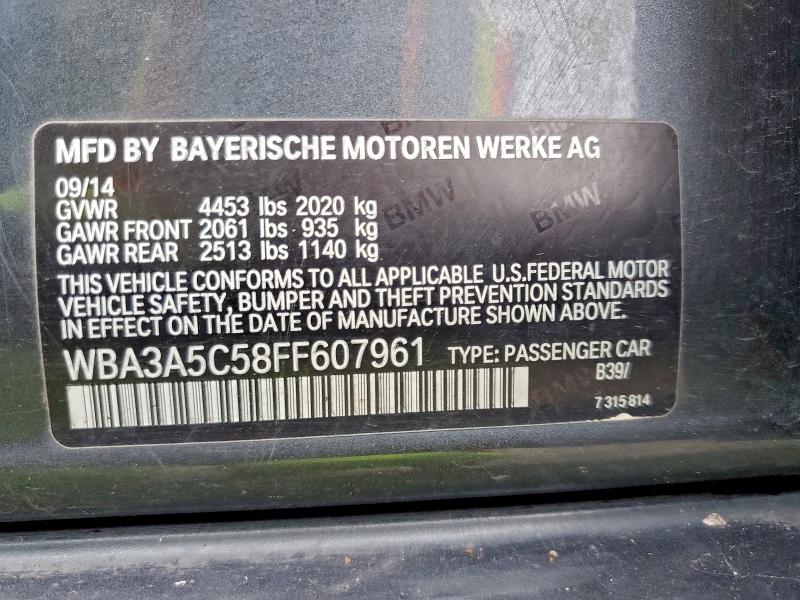 MFD BY BAYERISCHE MOTOREN WERKE AG
09/14
GVWR 4453 lbs 2020 kg
GAWR FRONT 2061 lbs 935 kg
GAWR REAR 2513 lbs 1140 kg
THIS VEHICLE CONFORMS TO ALL APPLICABLE U.S.FEDERAL MOTOR
VEHICLE SAFETY, BUMPER AND THEFT PREVENTION STANDARDS
IN EFFECT ON THE DATE OF MANUFACTURE SHOWN ABOVE.
WBA3A5C58FF607961 TYPE: PASSENGER CAR
B39/
7 315 814
BMW
BMW